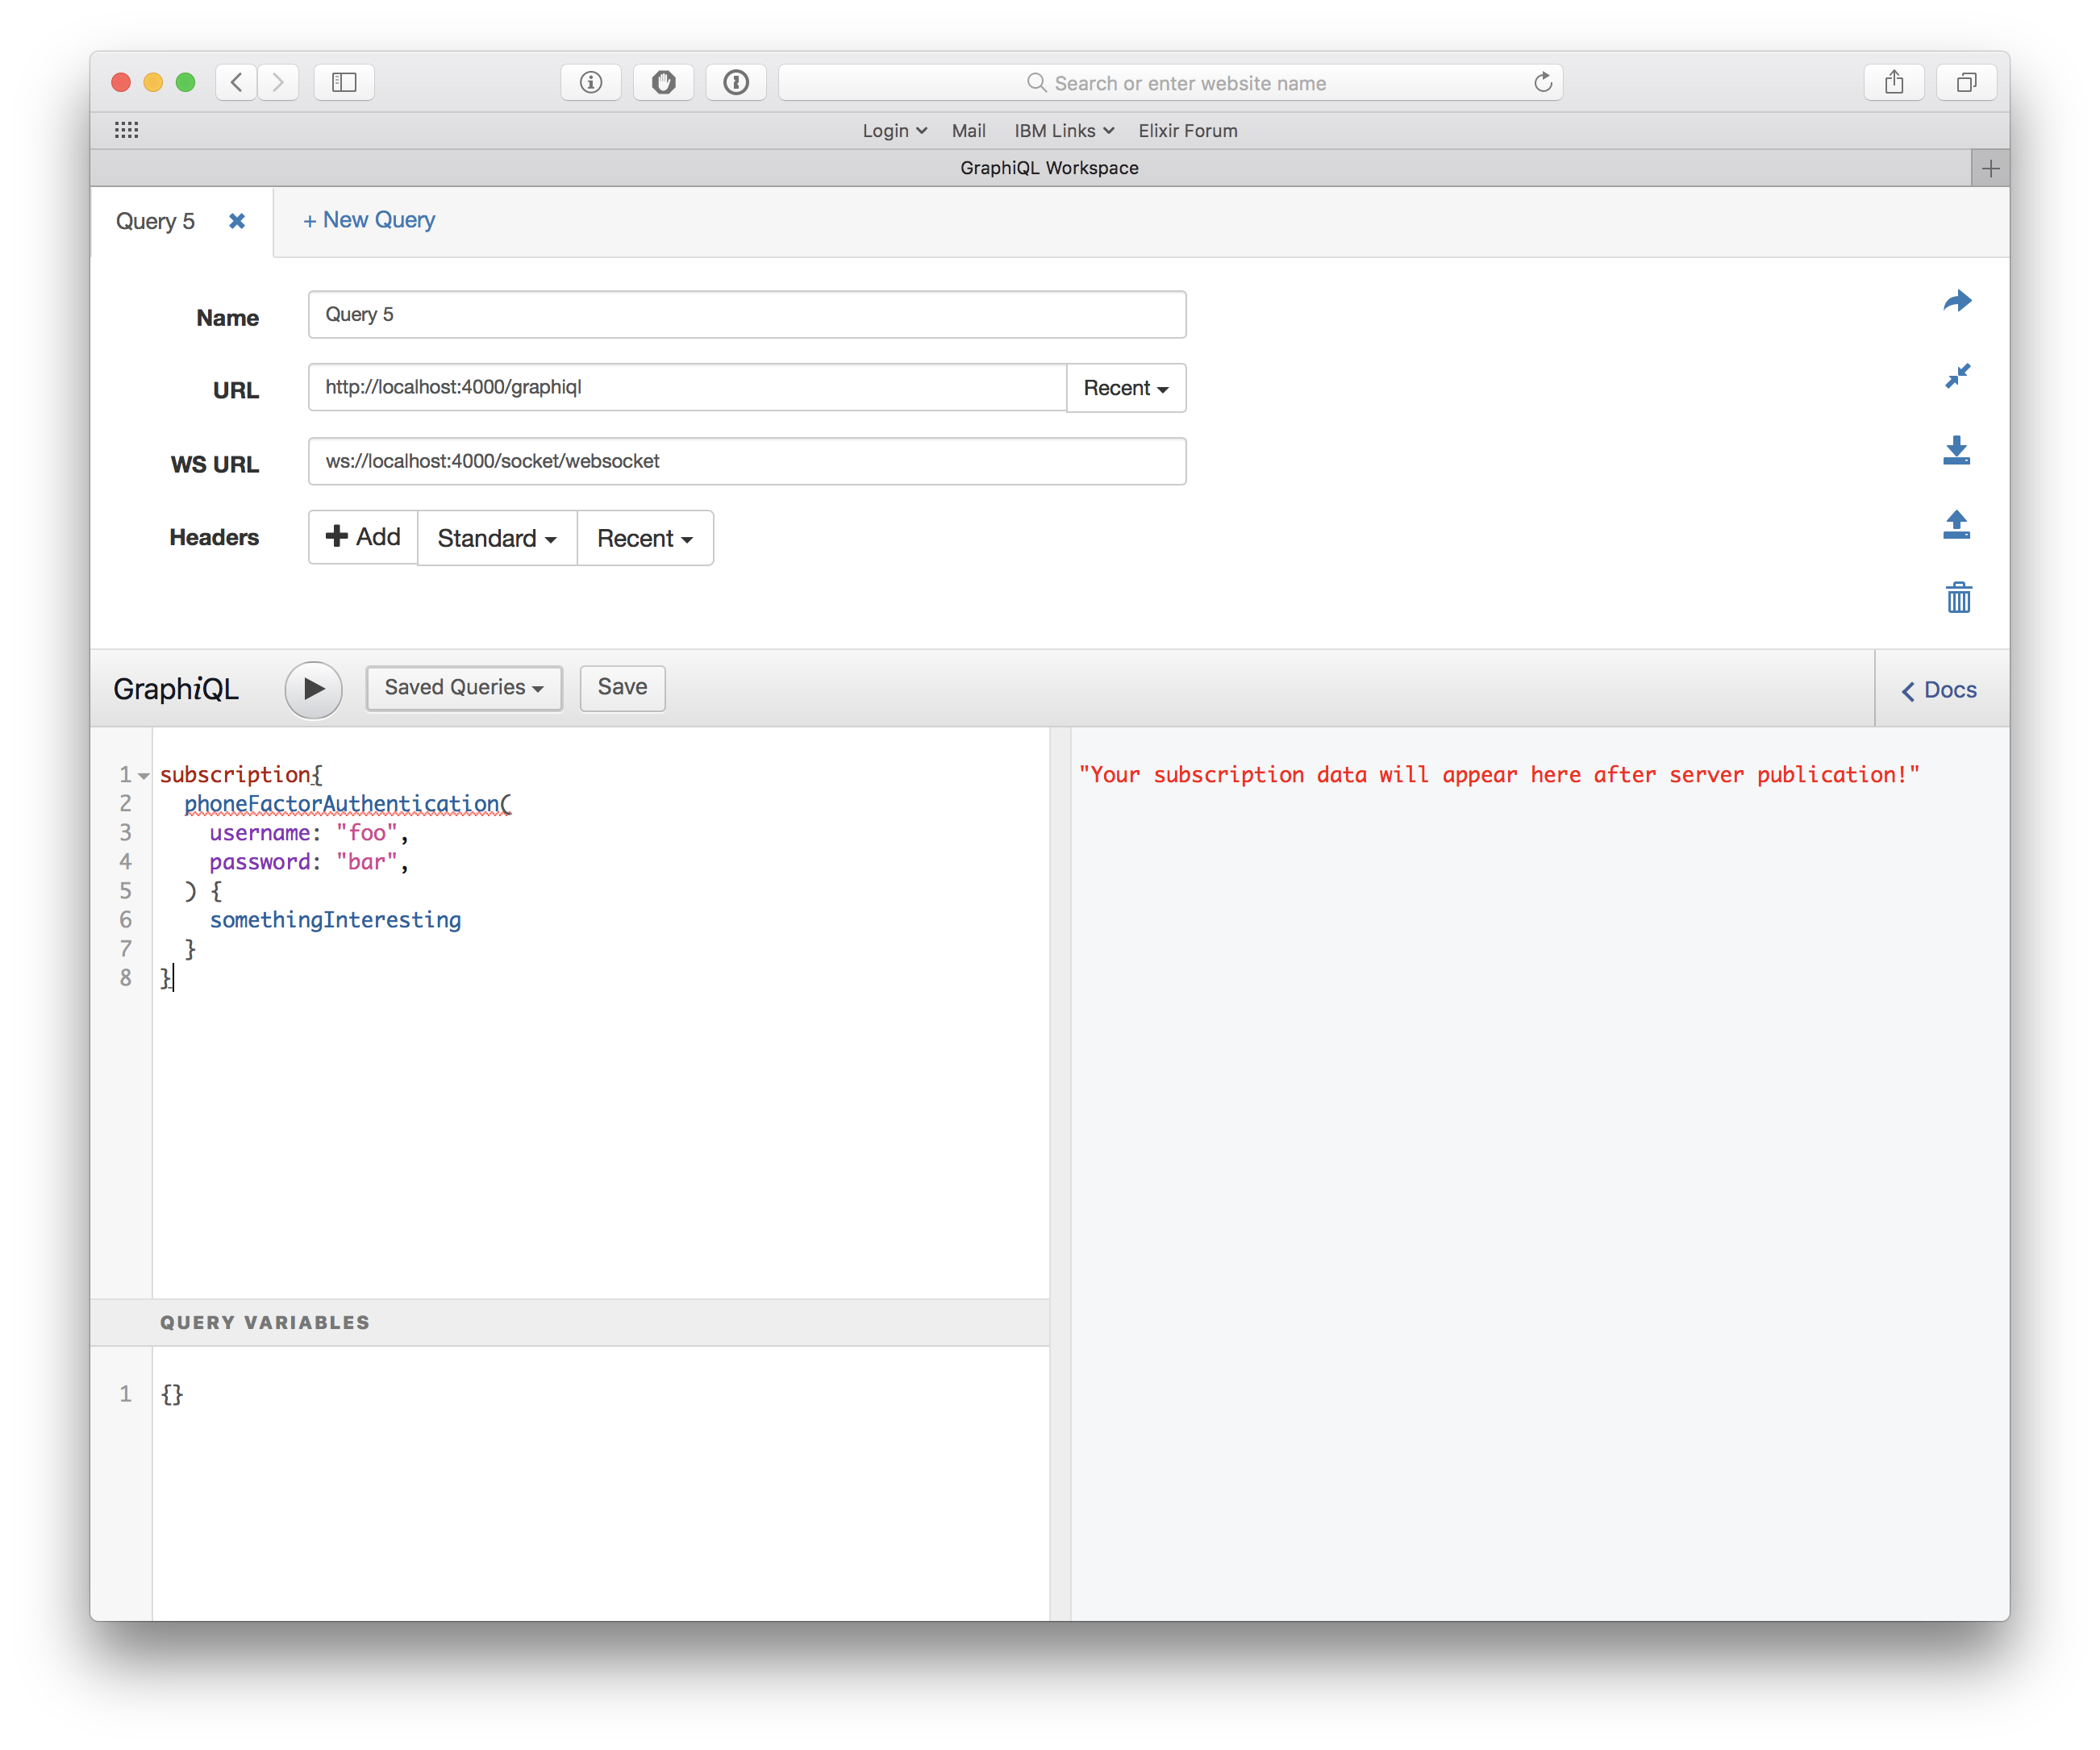 Search or enter website name
Login Mail IBM Links Elixir Forum
GraphiQL Workspace
Query 5 + New Query
Name Query 5
URL http://localhost:4000/graphiql Recent
WS URL ws://localhost:4000/socket/websocket
Headers Add Standard Recent
GraphiQL Saved Queries Save Docs
1 subscription{
2 phoneFactorAuthentication(
3 username: "foo",
4 password: "bar",
5 ) {
6 somethingInteresting
7 }
8 }
"Your subscription data will appear here after server publication!"
QUERY VARIABLES
1 {}